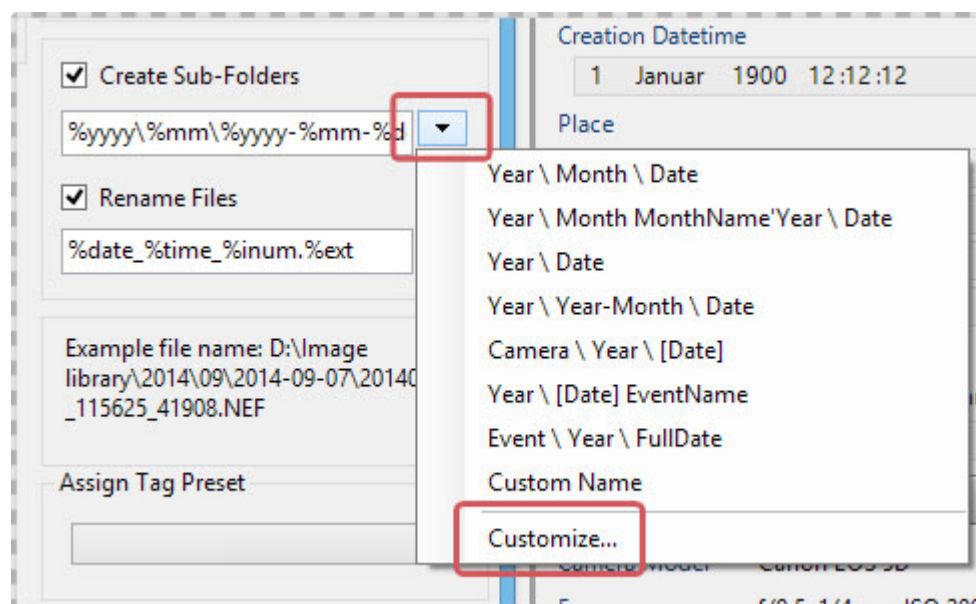 Create Sub-Folders
%yyyy\%mm\%yyyy-%mm-%d
Rename Files
%date_%time_%inum.%ext
Example file name: D:\Image
library\2014\09\2014-09-07\20140
_115625_41908.NEF
Assign Tag Preset
Creation Datetime
1 Januar 1900 12:12:12
Place
Year \ Month \ Date
Year \ Month MonthName'Year \ Date
Year \ Date
Year \ Year-Month \ Date
Camera \ Year \ [Date]
Year \ [Date] EventName
Event \ Year \ FullDate
Custom Name
Customize...